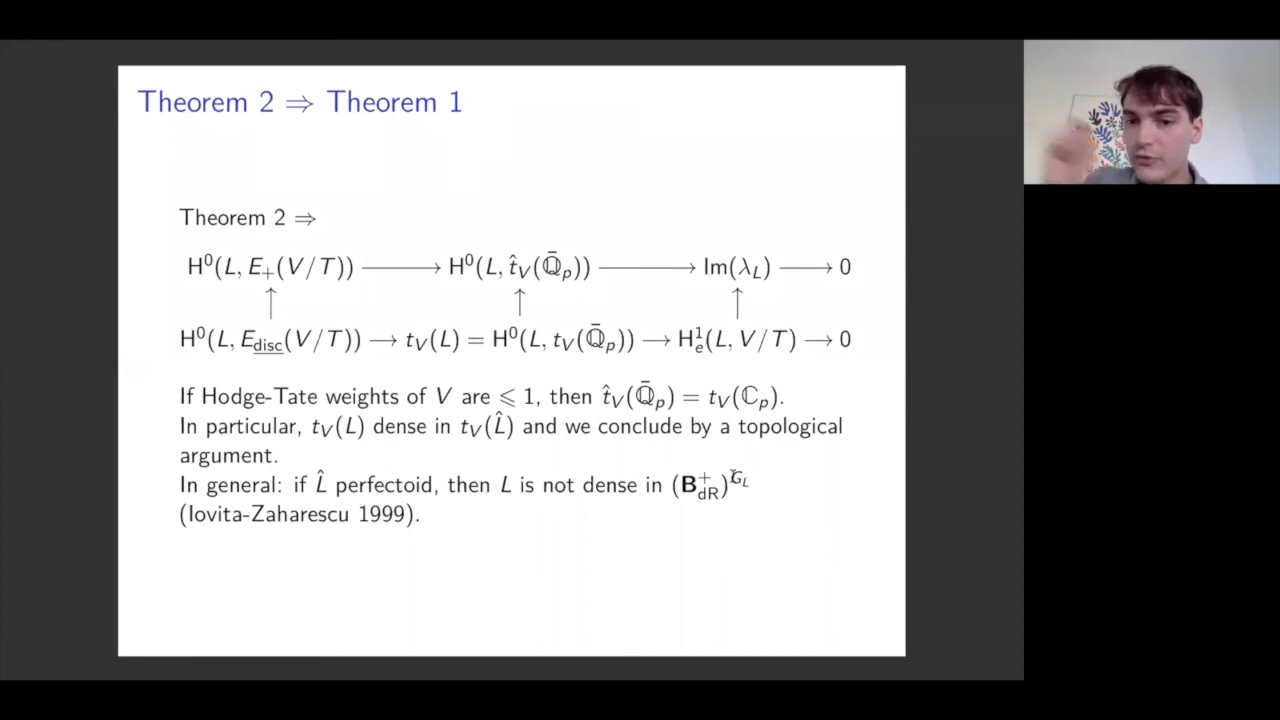 Theorem 2 ⇒ Theorem 1
Theorem 2 ⇒
H⁰(L, E₊(V/T)) ⟶ H⁰(L, t̂_V(Q̄_p)) ⟶ Im(λ_L) ⟶ 0
↑ ↑ ↑
H⁰(L, E_disc(V/T)) → t_V(L) = H⁰(L, t_V(Q̄_p)) → H¹_e(L, V/T) → 0
If Hodge-Tate weights of V are ⩽ 1, then t̂_V(Q̄_p) = t_V(ℂ_p).
In particular, t_V(L) dense in t_V(L̂) and we conclude by a topological
argument.
In general: if L̂ perfectoid, then L is not dense in (B⁺_dR)^G_L
(Iovita-Zaharescu 1999).